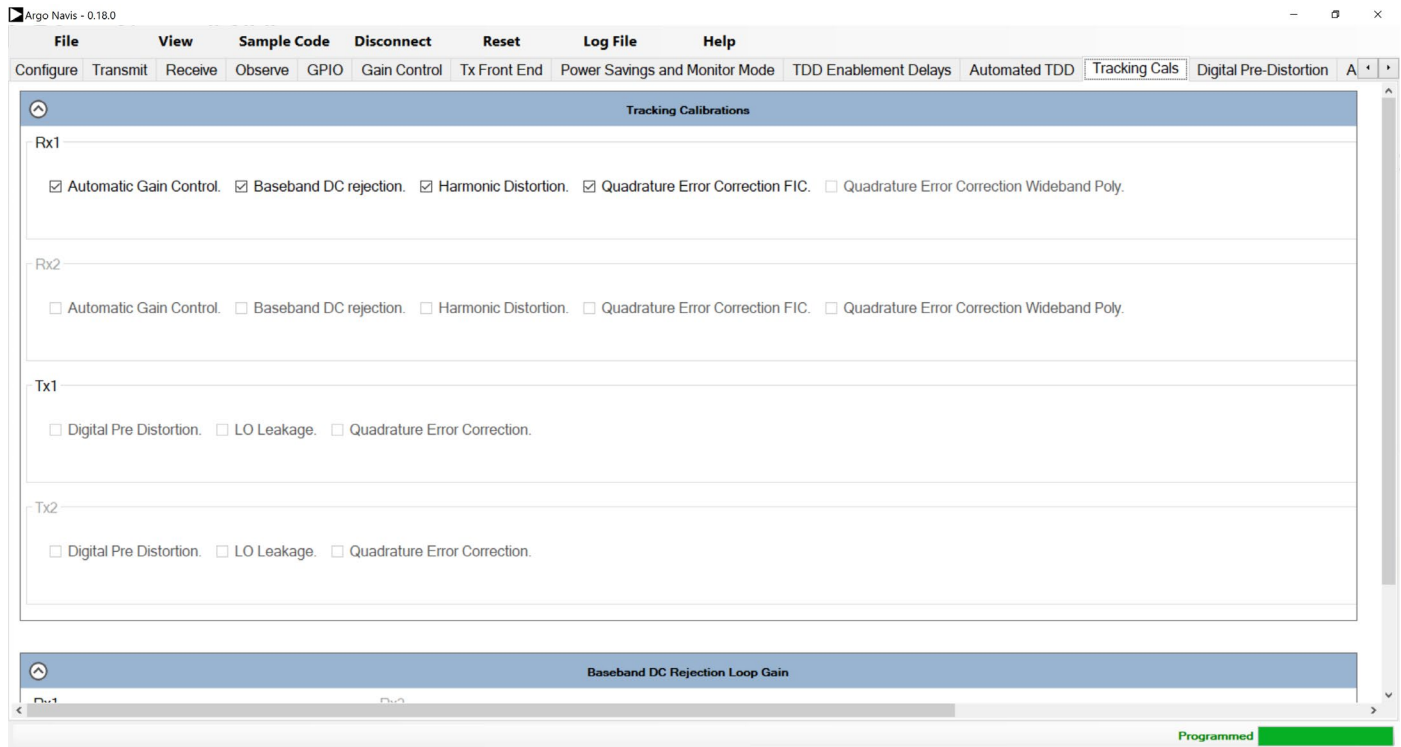 Argo Navis - 0.18.0
File View Sample Code Disconnect Reset Log File Help
Configure Transmit Receive Observe GPIO Gain Control Tx Front End Power Savings and Monitor Mode TDD Enablement Delays Automated TDD Tracking Cals Digital Pre-Distortion A
Tracking Calibrations
Rx1
Automatic Gain Control. Baseband DC rejection. Harmonic Distortion. Quadrature Error Correction FIC. Quadrature Error Correction Wideband Poly.
Rx2
Automatic Gain Control. Baseband DC rejection. Harmonic Distortion. Quadrature Error Correction FIC. Quadrature Error Correction Wideband Poly.
Tx1
Digital Pre Distortion. LO Leakage. Quadrature Error Correction.
Tx2
Digital Pre Distortion. LO Leakage. Quadrature Error Correction.
Baseband DC Rejection Loop Gain
Rx1 Rx2
Programmed